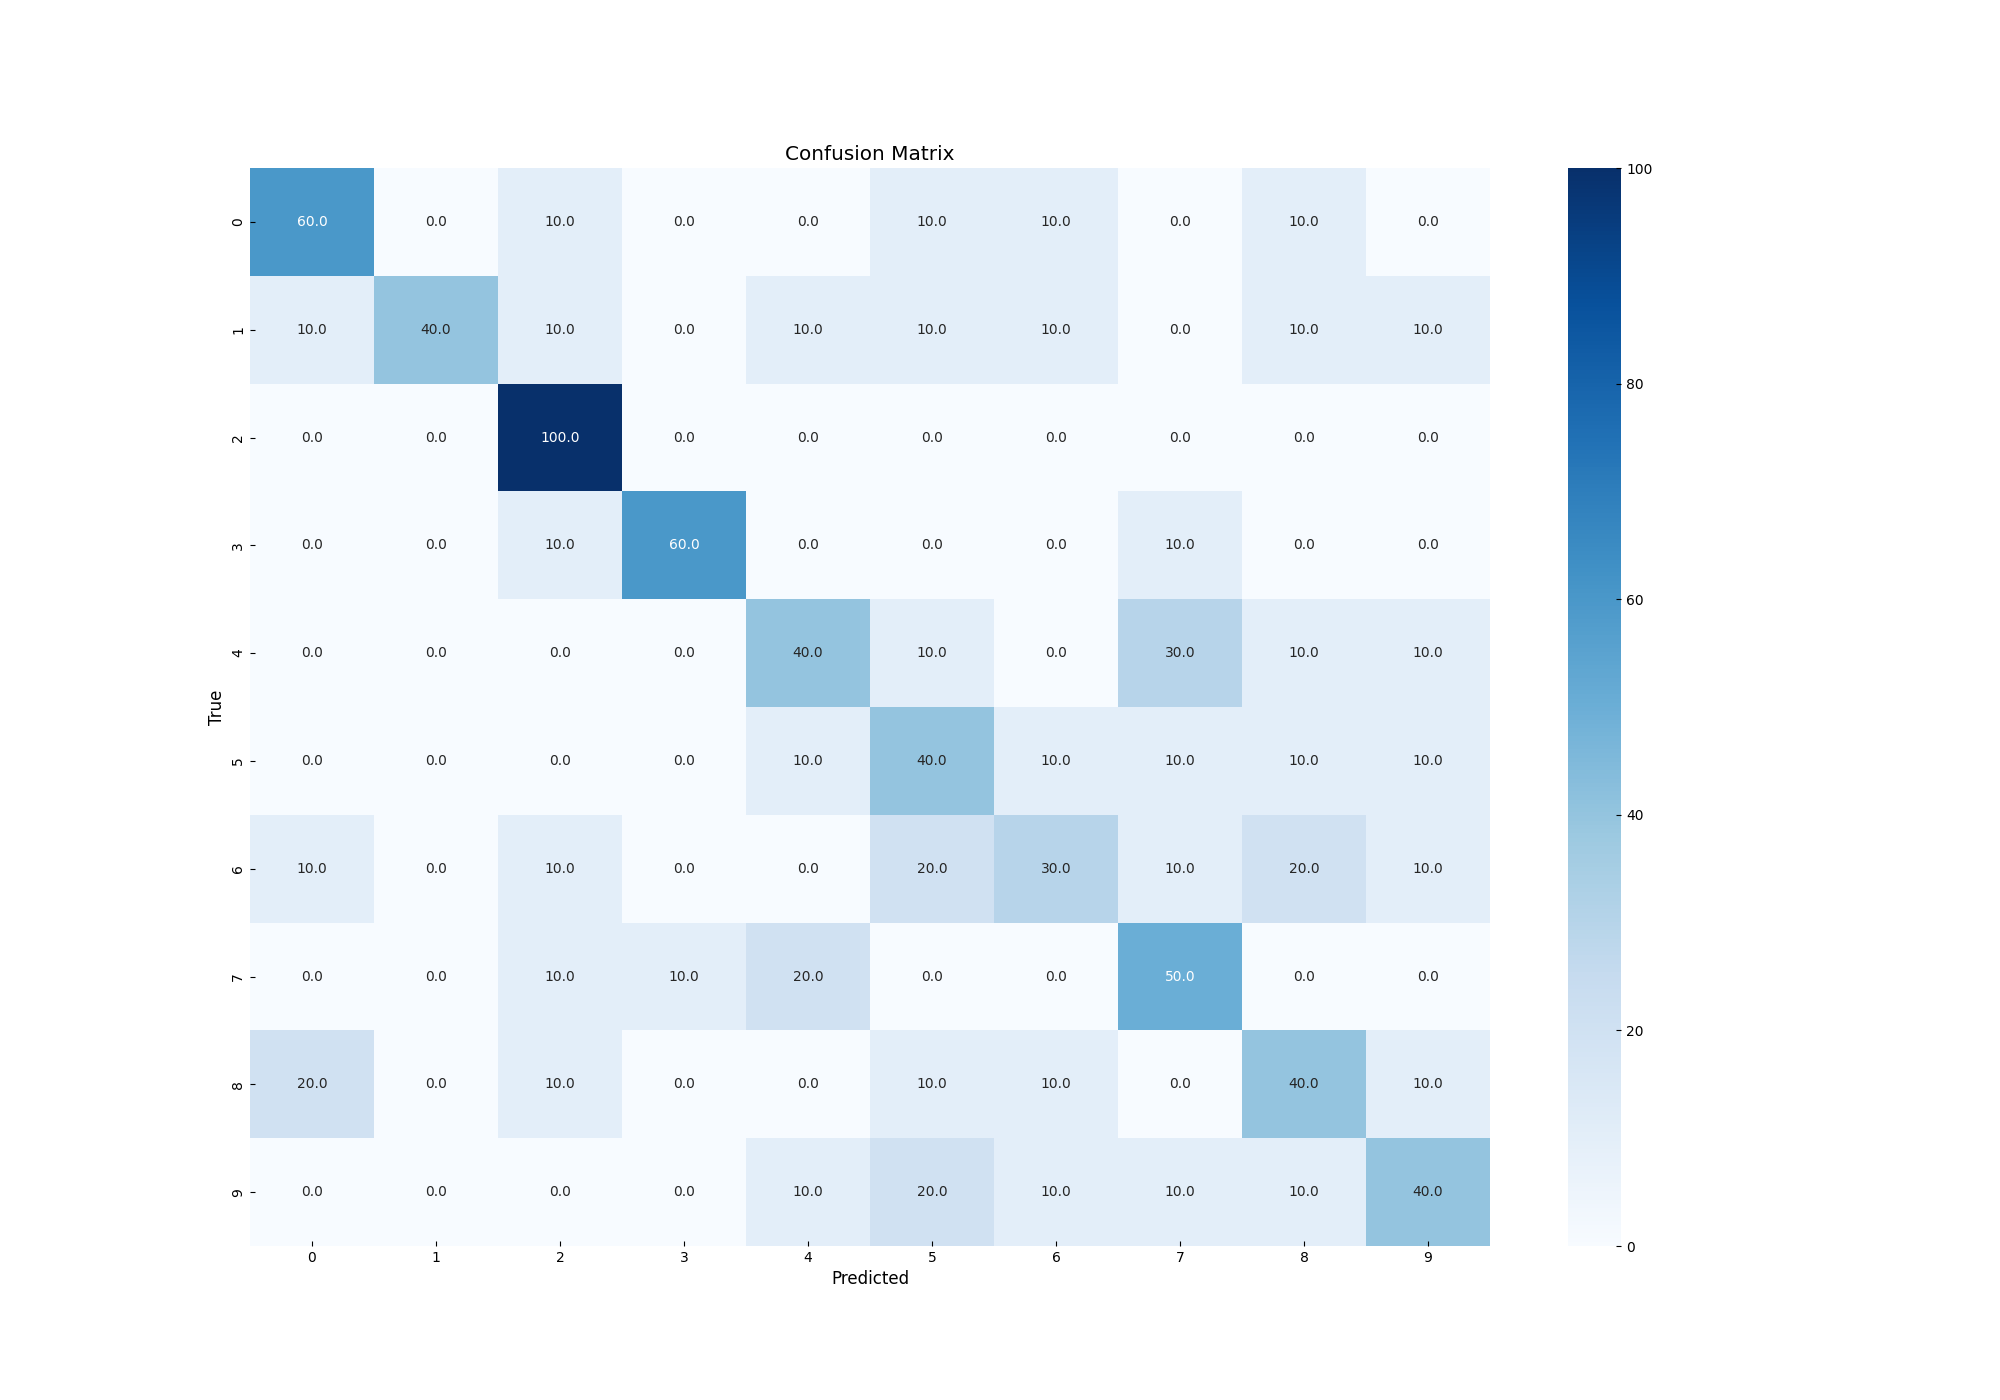 Confusion Matrix
0 60.0 0.0 10.0 0.0 0.0 10.0 10.0 0.0 10.0 0.0
1 10.0 40.0 10.0 0.0 10.0 10.0 10.0 0.0 10.0 10.0
2 0.0 0.0 100.0 0.0 0.0 0.0 0.0 0.0 0.0 0.0
3 0.0 0.0 10.0 60.0 0.0 0.0 0.0 10.0 0.0 0.0
4 0.0 0.0 0.0 0.0 40.0 10.0 0.0 30.0 10.0 10.0
5 0.0 0.0 0.0 0.0 10.0 40.0 10.0 10.0 10.0 10.0
6 10.0 0.0 10.0 0.0 0.0 20.0 30.0 10.0 20.0 10.0
7 0.0 0.0 10.0 10.0 20.0 0.0 0.0 50.0 0.0 0.0
8 20.0 0.0 10.0 0.0 0.0 10.0 10.0 0.0 40.0 10.0
9 0.0 0.0 0.0 0.0 10.0 20.0 10.0 10.0 10.0 40.0
0 1 2 3 4 5 6 7 8 9
Predicted
True
100
80
60
40
20
0